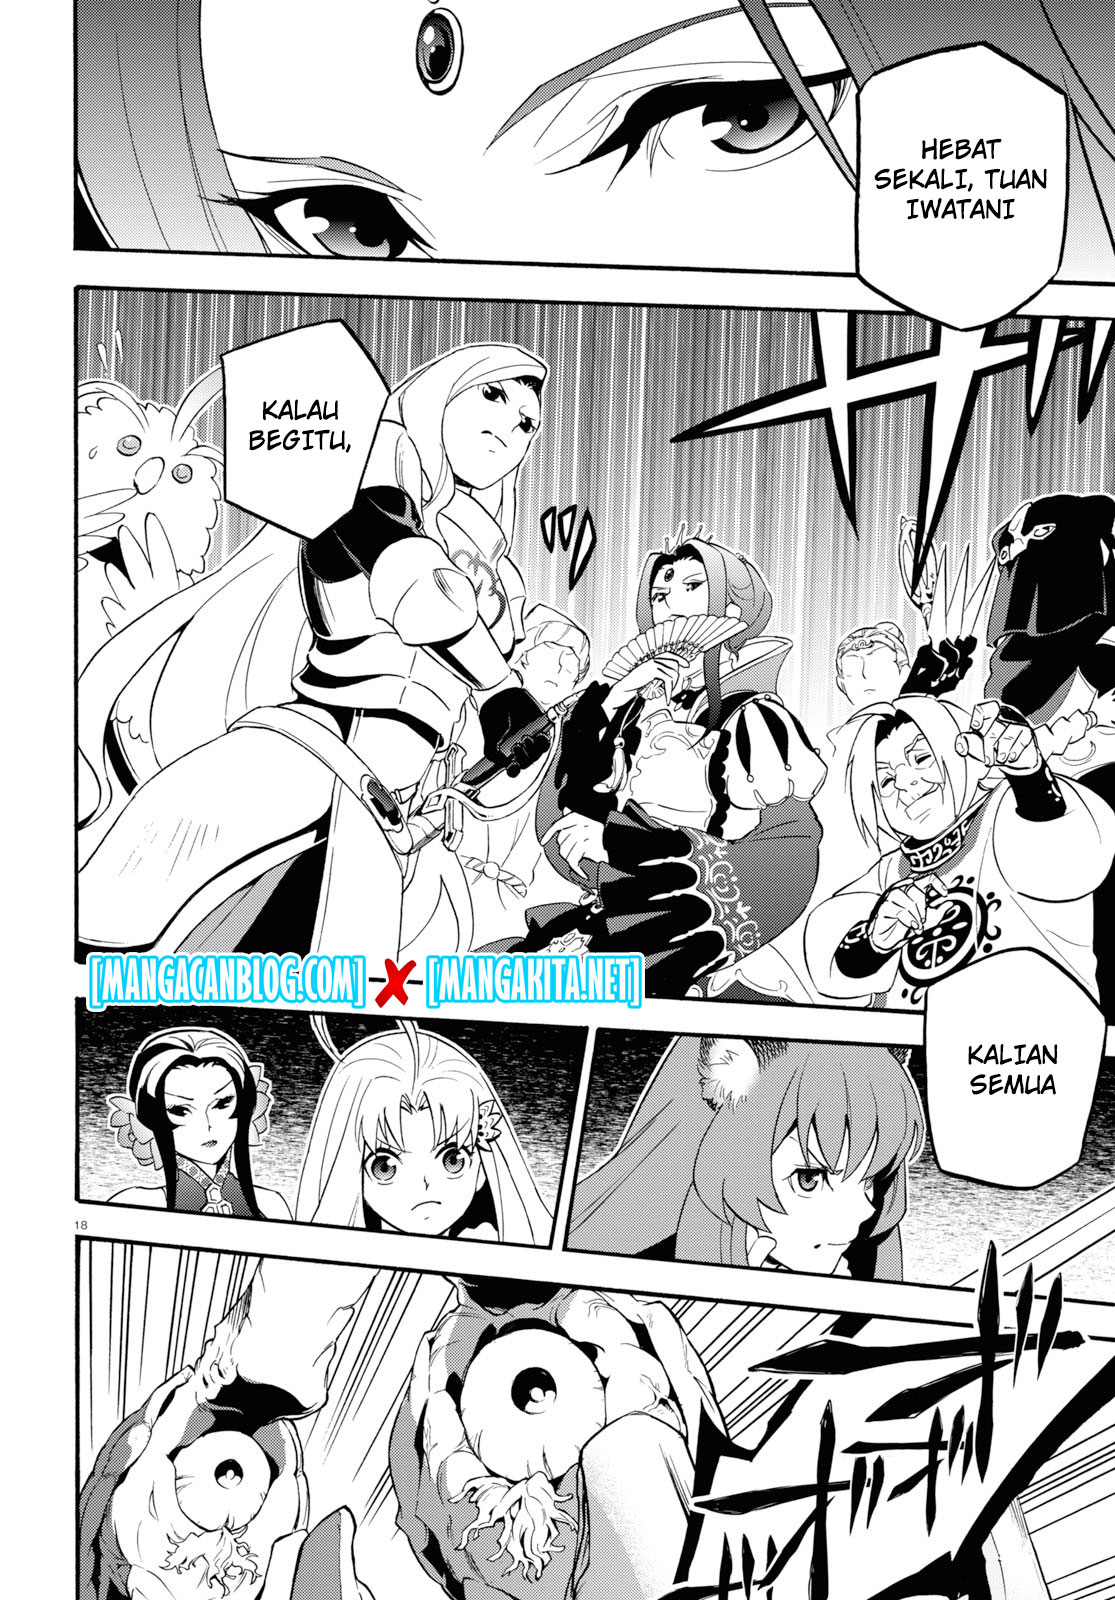 HEBAT
SEKALI, TUAN
IWATANI
KALAU
BEGITU,
[MANGACANBLOG.COM] X [MANGAKITA.NET]
KALIAN
SEMUA
18